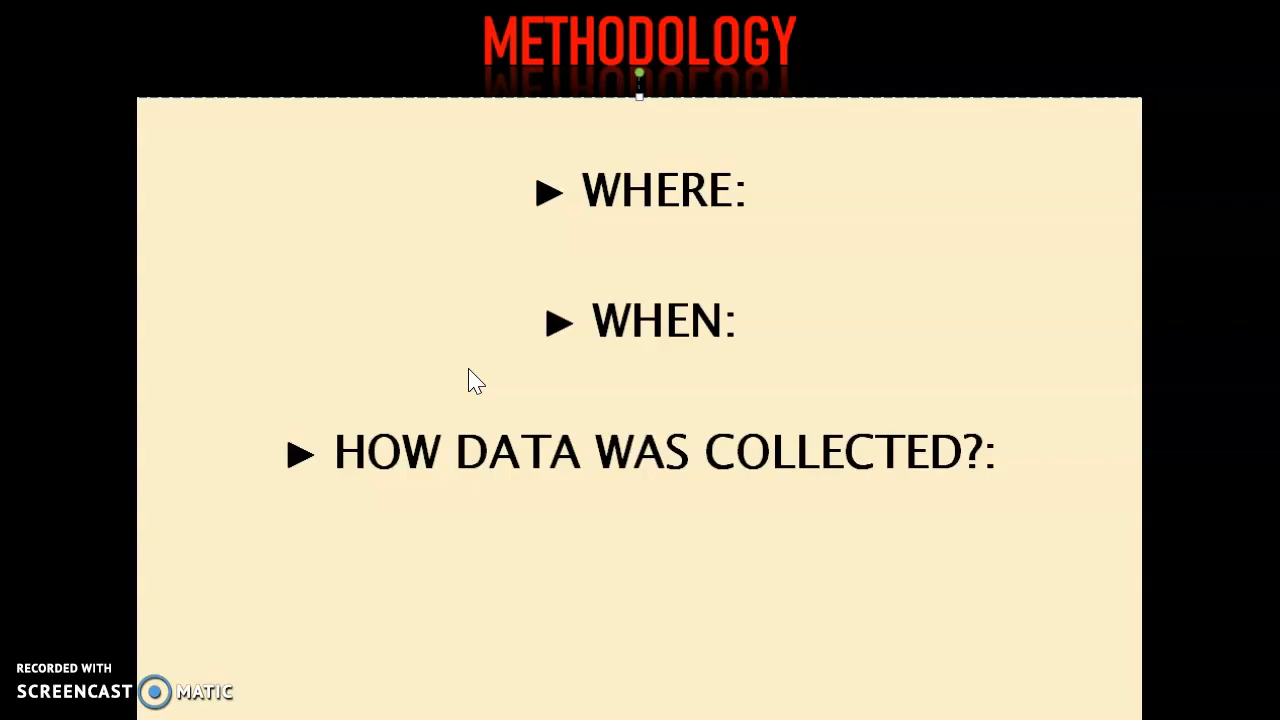 METHODOLOGY
► WHERE:
► WHEN:
► HOW DATA WAS COLLECTED?:
RECORDED WITH
SCREENCAST MATIC